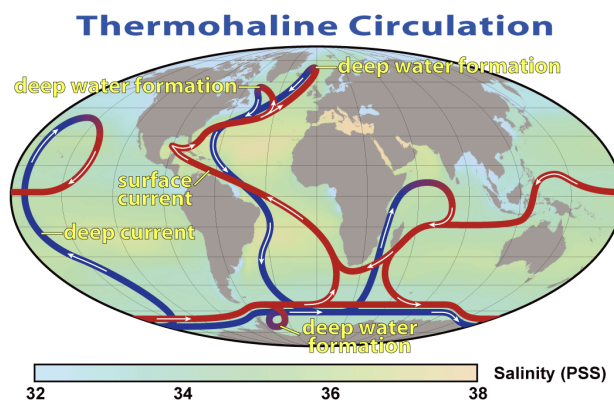 Thermohaline Circulation
deep water formation
deep water formation
surface
current
deep current
deep water
formation
Salinity (PSS)
32 34 36 38